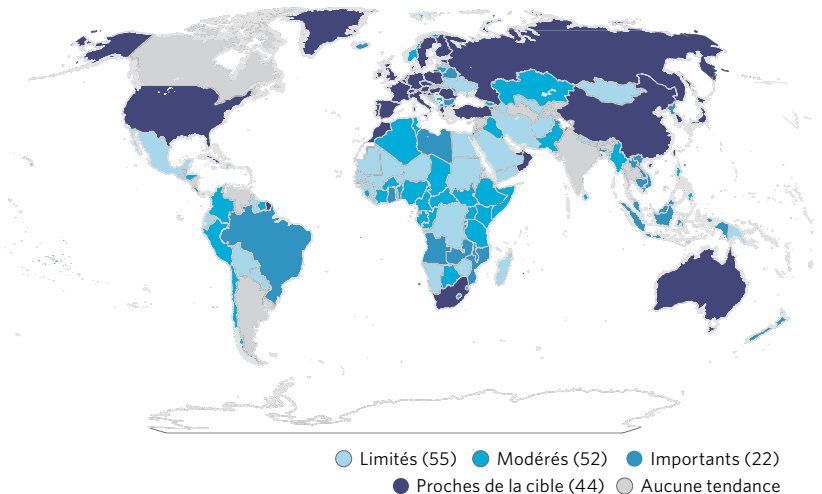 Limités (55) Modérés (52) Importants (22)
Proches de la cible (44) Aucune tendance